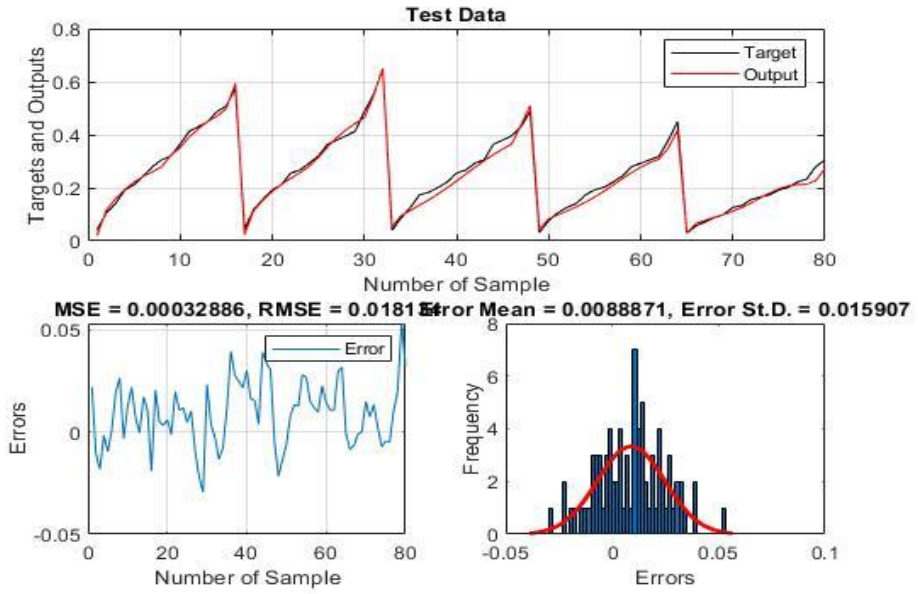 Test Data
0.8
0.6
0.4
0.2
0
Targets and Outputs
Target
Output
0 10 20 30 40 50 60 70 80
Number of Sample
MSE = 0.00032886, RMSE = 0.018134
Error Mean = 0.0088871, Error St.D. = 0.015907
0.05
0
-0.05
Errors
Error
0 20 40 60 80
Number of Sample
8
6
4
2
0
Frequency
-0.05 0 0.05 0.1
Errors